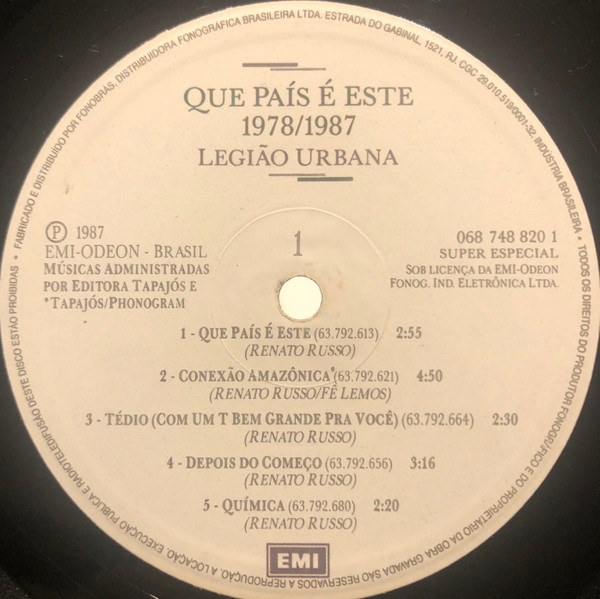 FABRICADO E DISTRIBUÍDO POR FONOBRAS, DISTRIBUIDORA FONOGRÁFICA BRASILEIRA LTDA. ESTRADA DO GABINAL, 1521, RJ, CGC 29.010.519/0001-32, INDÚSTRIA BRASILEIRA. • TODOS OS DIREITOS DO PRODUTOR FONOGRÁFICO E DO PROPRIETÁRIO DA OBRA GRAVADA SÃO RESERVADOS A REPRODUÇÃO, A LOCAÇÃO, EXECUÇÃO PÚBLICA E RADIOTELEDIFUSÃO DESTE DISCO ESTÃO PROIBIDAS •
QUE PAÍS É ESTE
1978/1987
LEGIÃO URBANA
P 1987
EMI-ODEON - BRASIL
MÚSICAS ADMINISTRADAS
POR EDITORA TAPAJÓS E
*TAPAJÓS/PHONOGRAM
1
068 748 820 1
SUPER ESPECIAL
SOB LICENÇA DA EMI-ODEON
FONOG. IND. ELETRÔNICA LTDA.
1 - QUE PAÍS É ESTE (63.792.613) 2:55
(RENATO RUSSO)
2 - CONEXÃO AMAZÔNICA*(63.792.621) 4:50
(RENATO RUSSO/FÊ LEMOS)
3 - TÉDIO (COM UM T BEM GRANDE PRA VOCÊ) (63.792.664) 2:30
(RENATO RUSSO)
4 - DEPOIS DO COMEÇO (63.792.656) 3:16
(RENATO RUSSO)
5 - QUÍMICA (63.792.680) 2:20
(RENATO RUSSO)
EMI